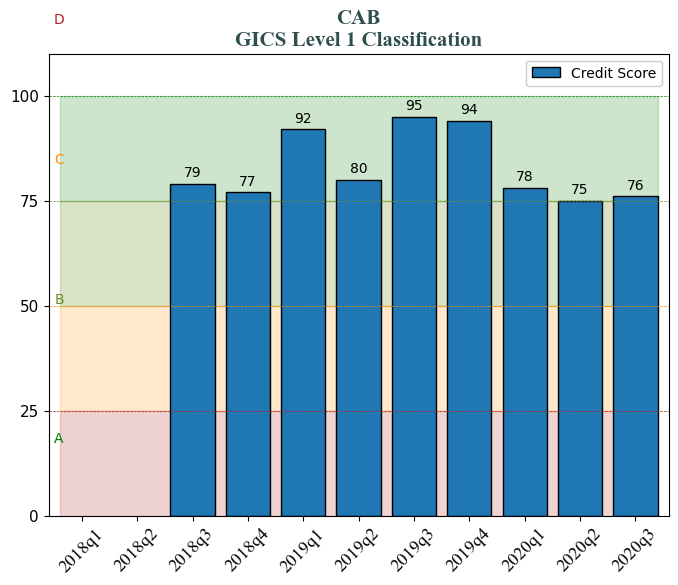 D
CAB
GICS Level 1 Classification
Credit Score
100
75
50
25
0
C
B
A
79
77
92
80
95
94
78
75
76
2018q1
2018q2
2018q3
2018q4
2019q1
2019q2
2019q3
2019q4
2020q1
2020q2
2020q3